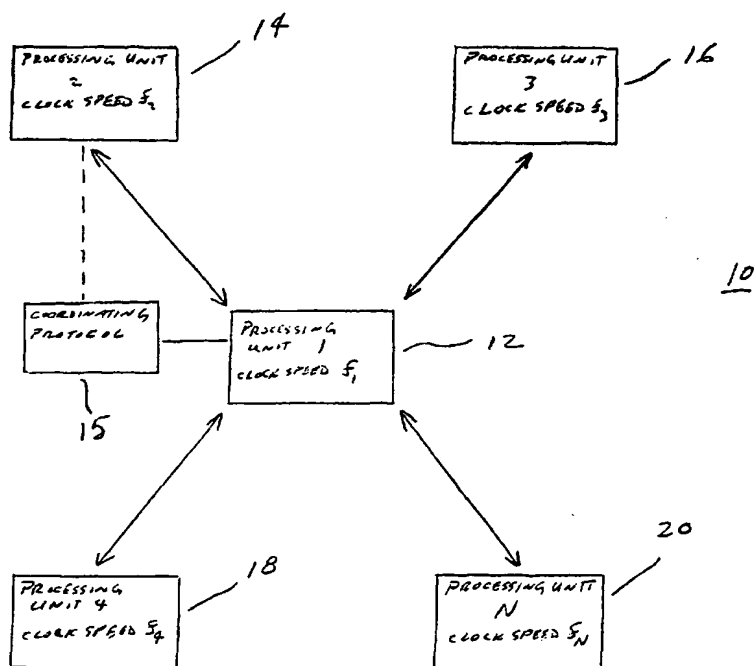 14
PROCESSING UNIT
2
CLOCK SPEED f2
16
PROCESSING UNIT
3
CLOCK SPEED f3
10
COORDINATING
PROTOCOL
15
PROCESSING
UNIT 1
CLOCK SPEED f1
12
18
PROCESSING
UNIT 4
CLOCK SPEED f4
20
PROCESSING UNIT
N
CLOCK SPEED fN